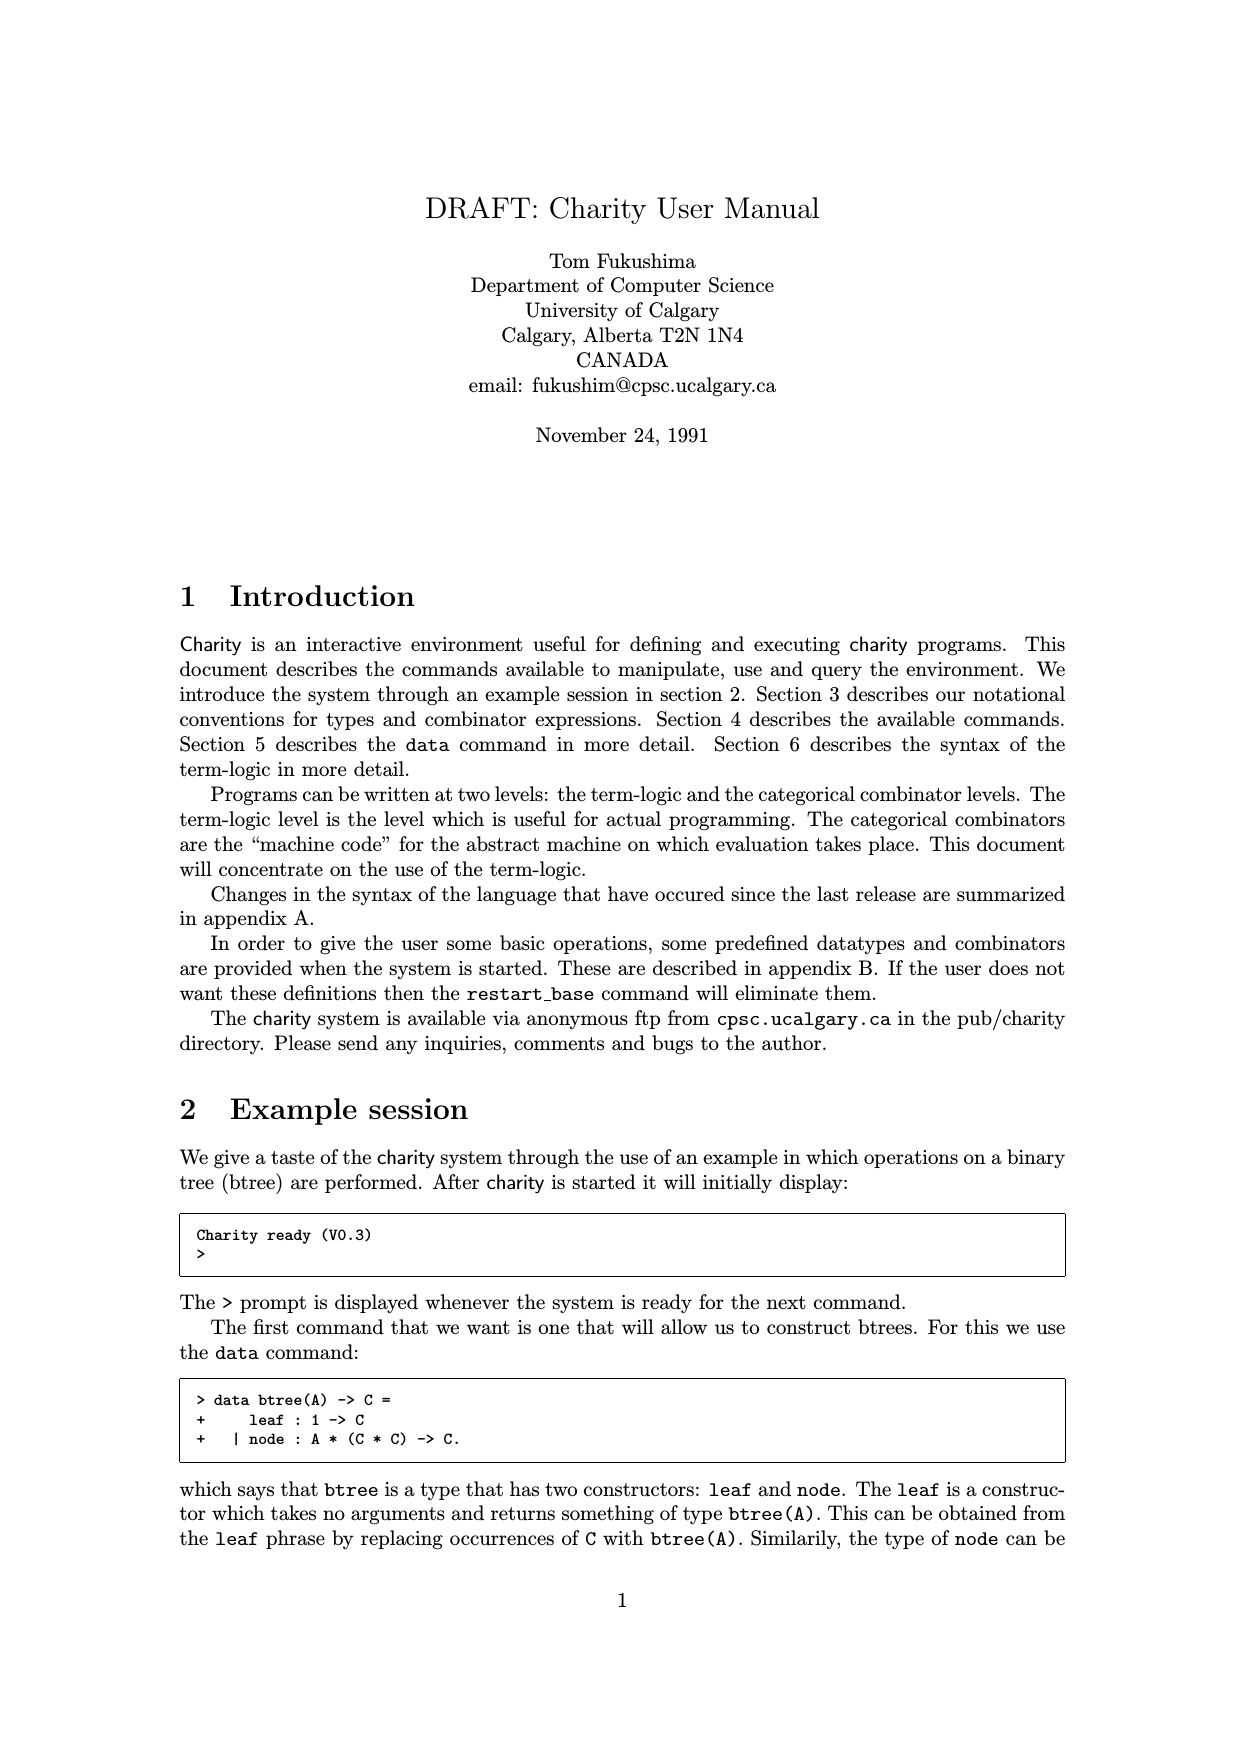 DRAFT: Charity User Manual
Tom Fukushima
Department of Computer Science
University of Calgary
Calgary, Alberta T2N 1N4
CANADA
email: fukushim@cpsc.ucalgary.ca
November 24, 1991
1 Introduction
Charity is an interactive environment useful for defining and executing charity programs. This
document describes the commands available to manipulate, use and query the environment. We
introduce the system through an example session in section 2. Section 3 describes our notational
conventions for types and combinator expressions. Section 4 describes the available commands.
Section 5 describes the data command in more detail. Section 6 describes the syntax of the
term-logic in more detail.
Programs can be written at two levels: the term-logic and the categorical combinator levels. The
term-logic level is the level which is useful for actual programming. The categorical combinators
are the “machine code” for the abstract machine on which evaluation takes place. This document
will concentrate on the use of the term-logic.
Changes in the syntax of the language that have occured since the last release are summarized
in appendix A.
In order to give the user some basic operations, some predefined datatypes and combinators
are provided when the system is started. These are described in appendix B. If the user does not
want these definitions then the restart_base command will eliminate them.
The charity system is available via anonymous ftp from cpsc.ucalgary.ca in the pub/charity
directory. Please send any inquiries, comments and bugs to the author.
2 Example session
We give a taste of the charity system through the use of an example in which operations on a binary
tree (btree) are performed. After charity is started it will initially display:
Charity ready (V0.3)
>
The > prompt is displayed whenever the system is ready for the next command.
The first command that we want is one that will allow us to construct btrees. For this we use
the data command:
> data btree(A) -> C =
+     leaf : 1 -> C
+   | node : A * (C * C) -> C.
which says that btree is a type that has two constructors: leaf and node. The leaf is a construc-
tor which takes no arguments and returns something of type btree(A). This can be obtained from
the leaf phrase by replacing occurrences of C with btree(A). Similarily, the type of node can be
1